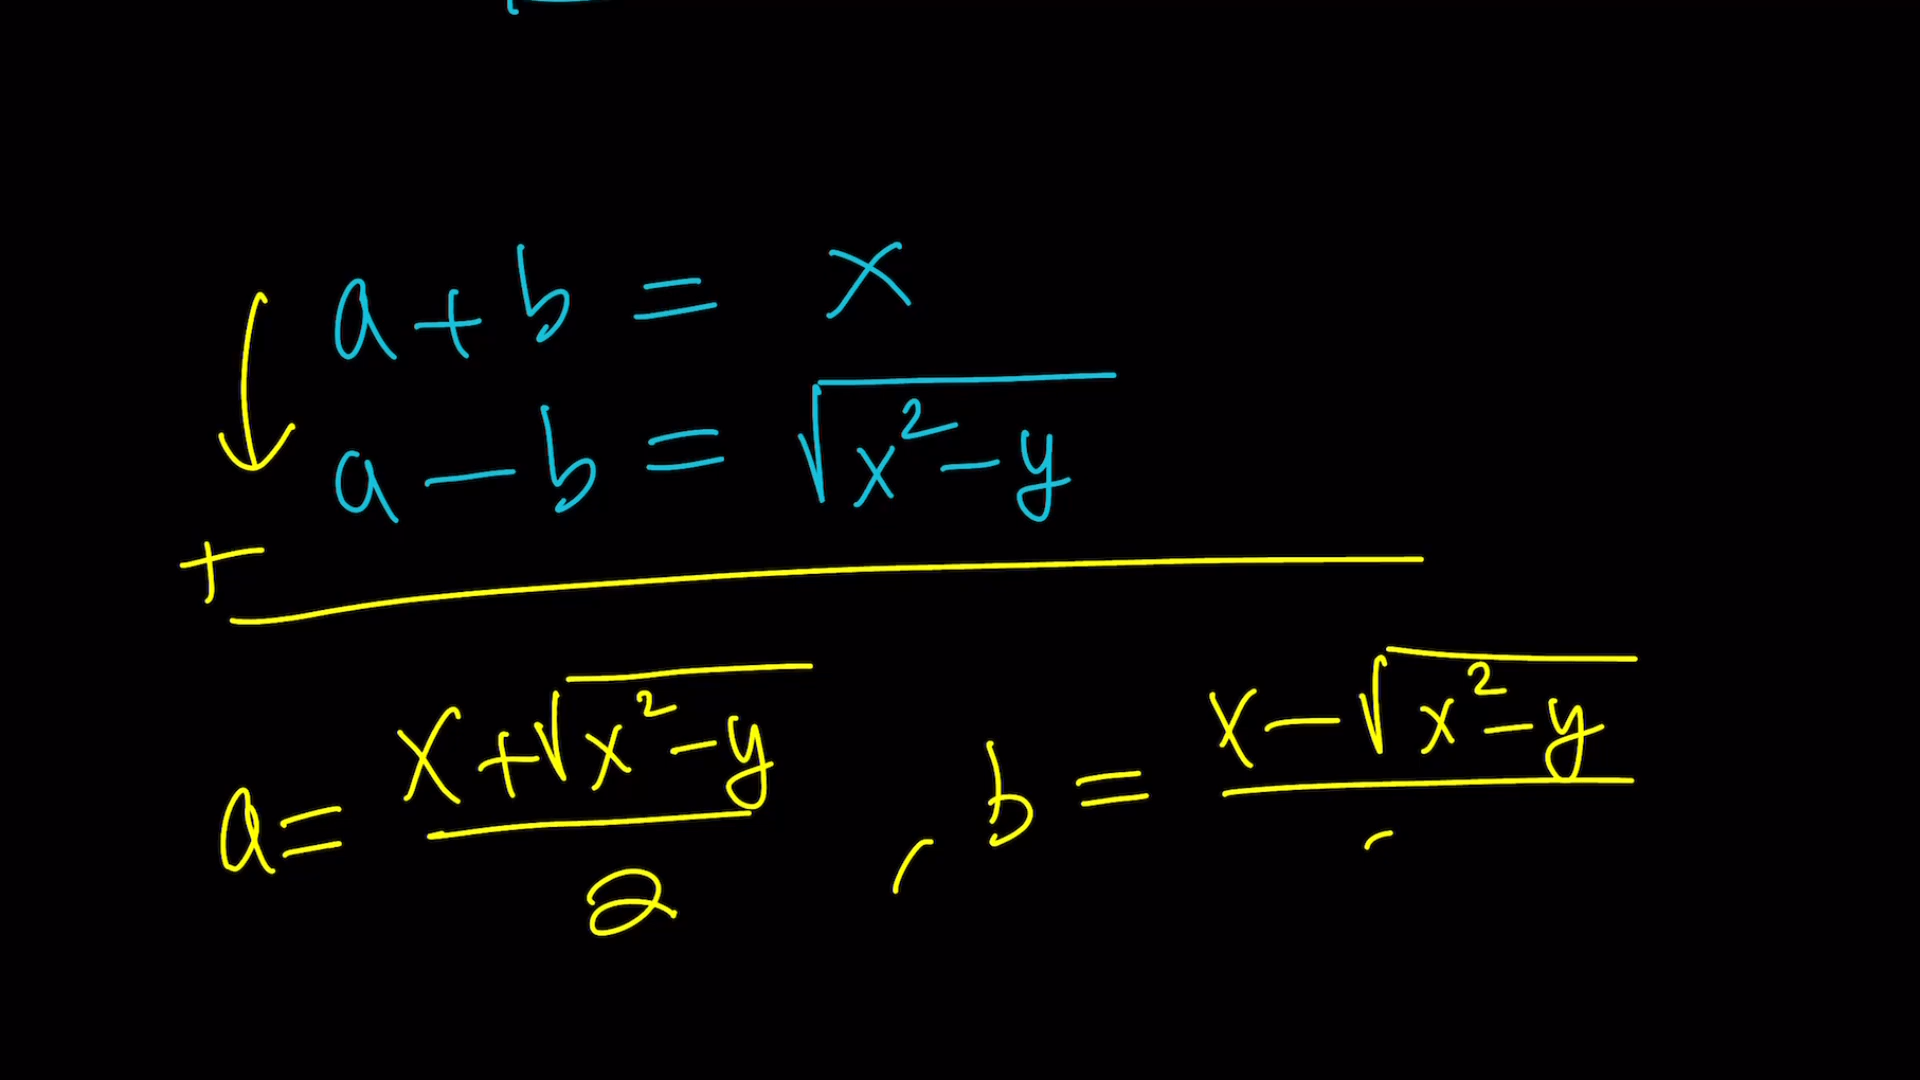 a+b = x
a−b = √(x²−y)
+
a= (x+√(x²−y))/2 , b = x−√(x²−y)